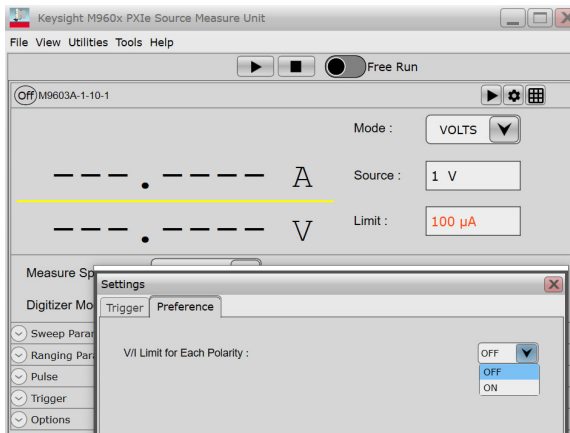 Keysight M960x PXIe Source Measure Unit
File View Utilities Tools Help
Free Run
Off M9603A-1-10-1
Mode : VOLTS
---.---- A
Source : 1 V
---.---- V
Limit : 100 µA
Measure Sp
Settings
Digitizer Mo
Trigger Preference
Sweep Parar
Ranging Par
V/I Limit for Each Polarity : OFF
Pulse
OFF
ON
Trigger
Options